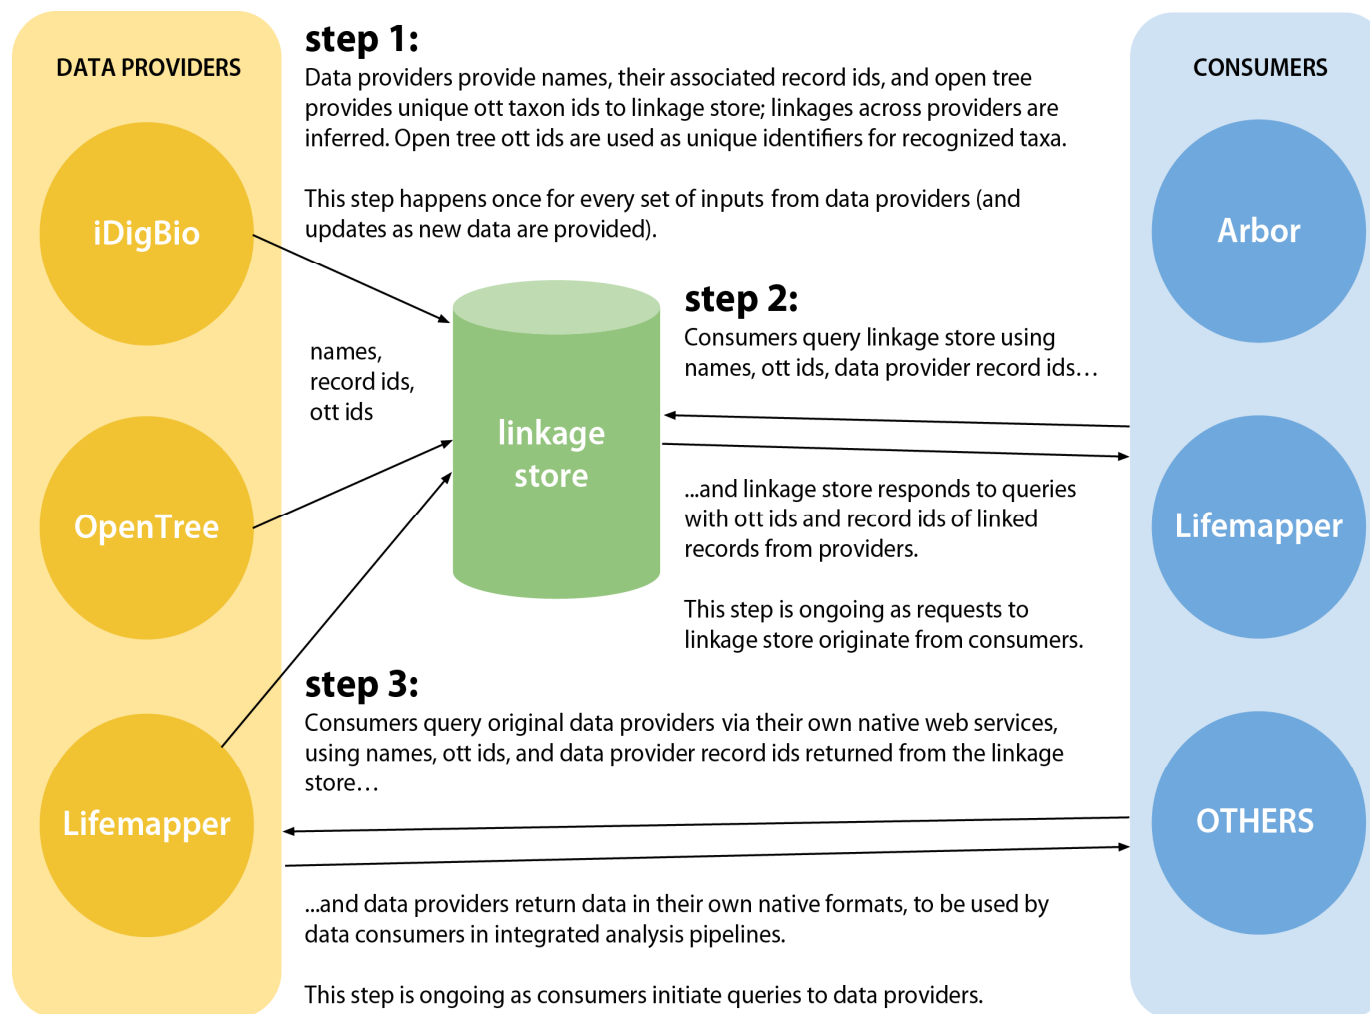 DATA PROVIDERS
iDigBio
OpenTree
Lifemapper
step 1:
Data providers provide names, their associated record ids, and open tree
provides unique ott taxon ids to linkage store; linkages across providers are
inferred. Open tree ott ids are used as unique identifiers for recognized taxa.
This step happens once for every set of inputs from data providers (and
updates as new data are provided).
names,
record ids,
ott ids
linkage
store
step 2:
Consumers query linkage store using
names, ott ids, data provider record ids…
...and linkage store responds to queries
with ott ids and record ids of linked
records from providers.
This step is ongoing as requests to
linkage store originate from consumers.
step 3:
Consumers query original data providers via their own native web services,
using names, ott ids, and data provider record ids returned from the linkage
store…
...and data providers return data in their own native formats, to be used by
data consumers in integrated analysis pipelines.
This step is ongoing as consumers initiate queries to data providers.
CONSUMERS
Arbor
Lifemapper
OTHERS